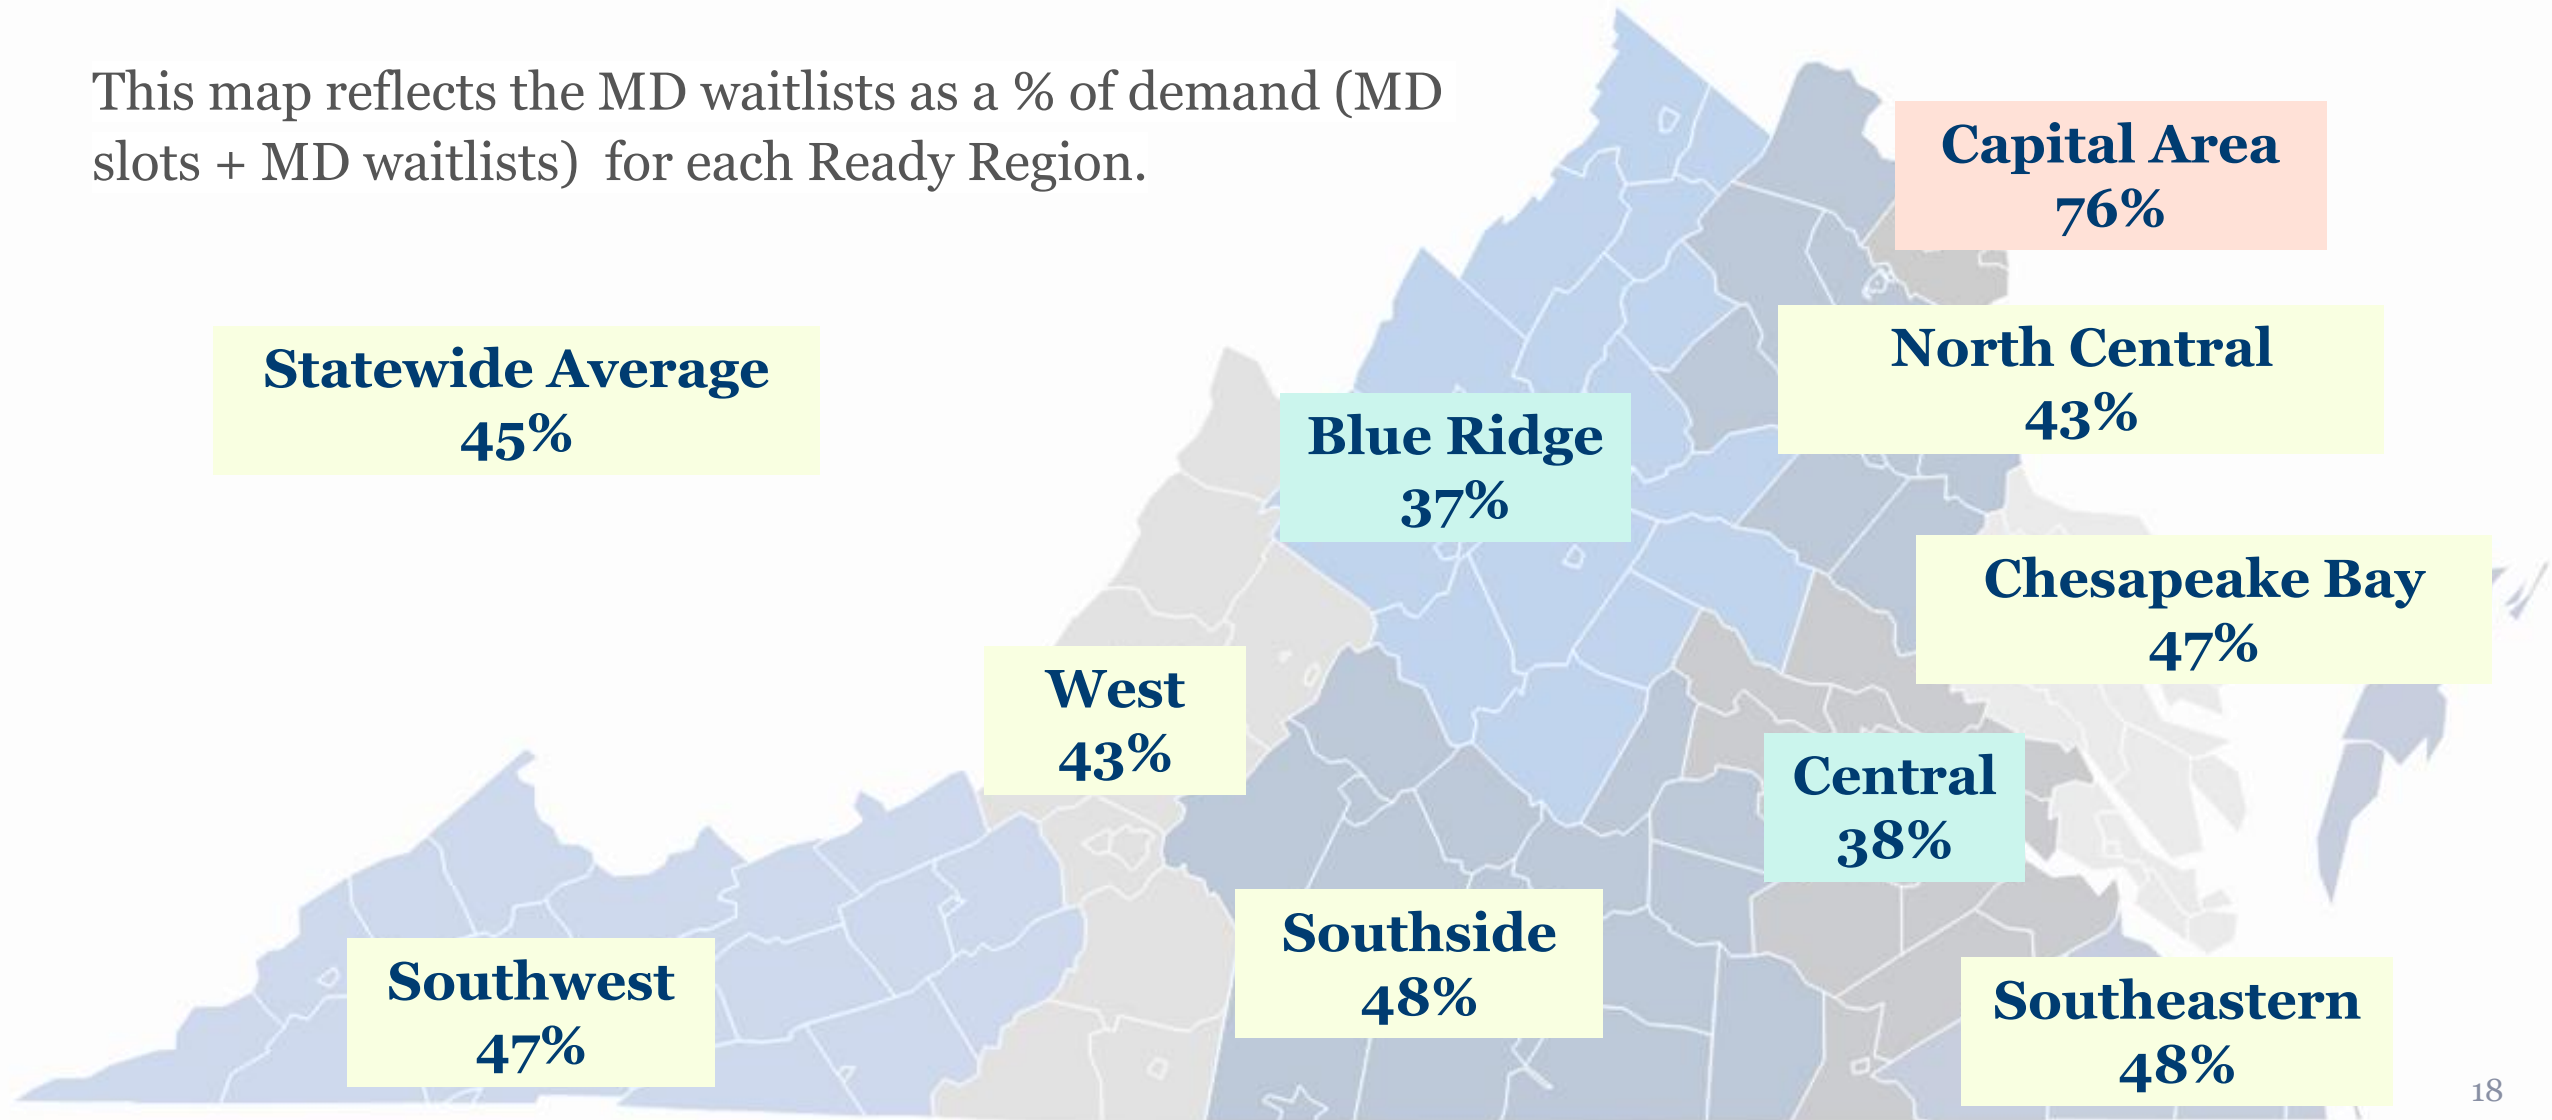 This map reflects the MD waitlists as a % of demand (MD
slots + MD waitlists) for each Ready Region.
Capital Area
76%
Statewide Average
45%
North Central
43%
Blue Ridge
37%
Chesapeake Bay
47%
West
43%
Central
38%
Southside
48%
Southwest
47%
Southeastern
48%
18